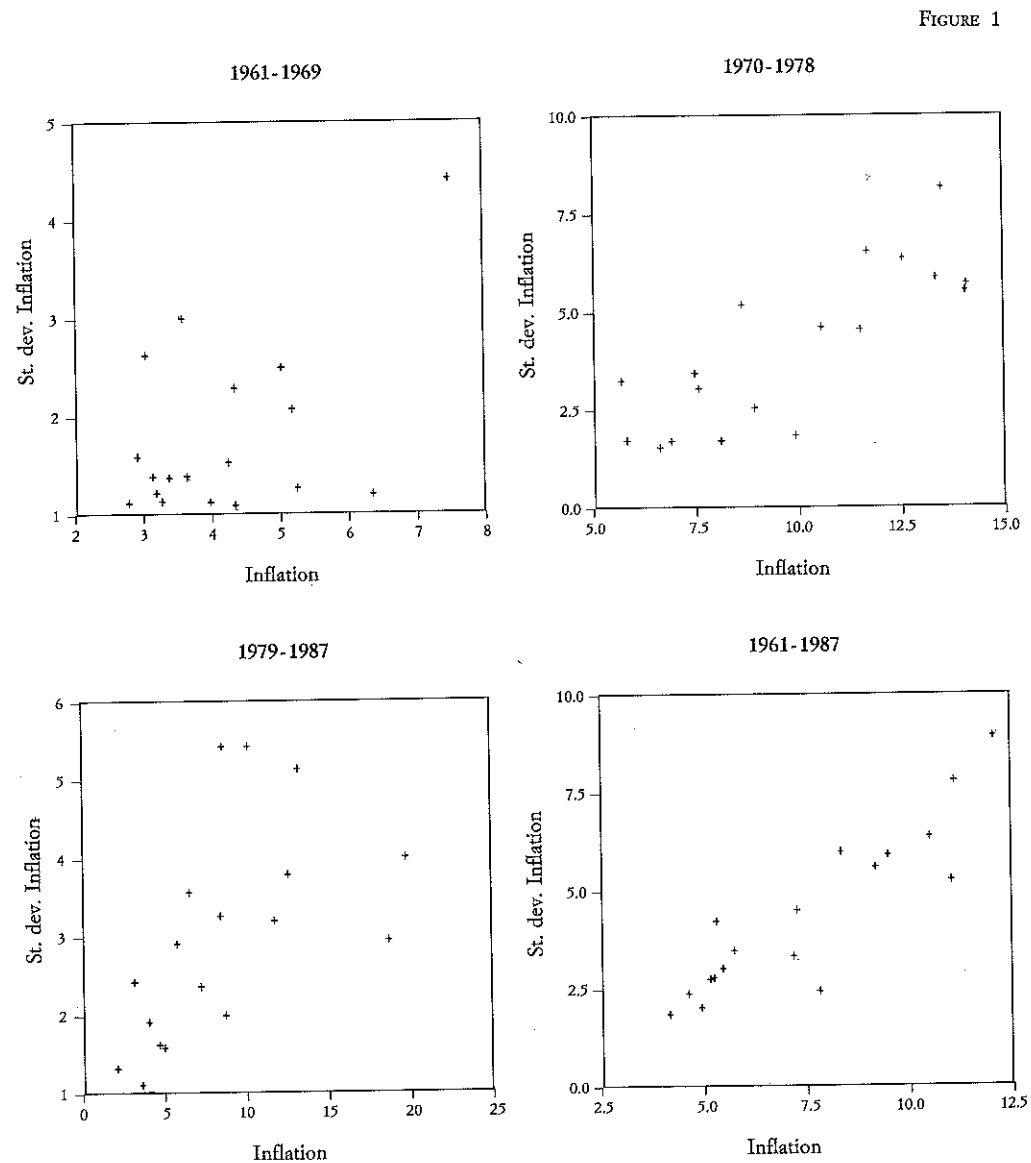 FIGURE 1
1961-1969
5
4
3
2
1
2 3 4 5 6 7 8
St. dev. Inflation
Inflation
1970-1978
10.0
7.5
5.0
2.5
0.0
5.0 7.5 10.0 12.5 15.0
St. dev. Inflation
Inflation
1979-1987
6
5
4
3
2
1
0 5 10 15 20 25
St. dev. Inflation
Inflation
1961-1987
10.0
7.5
5.0
2.5
0.0
2.5 5.0 7.5 10.0 12.5
St. dev. Inflation
Inflation